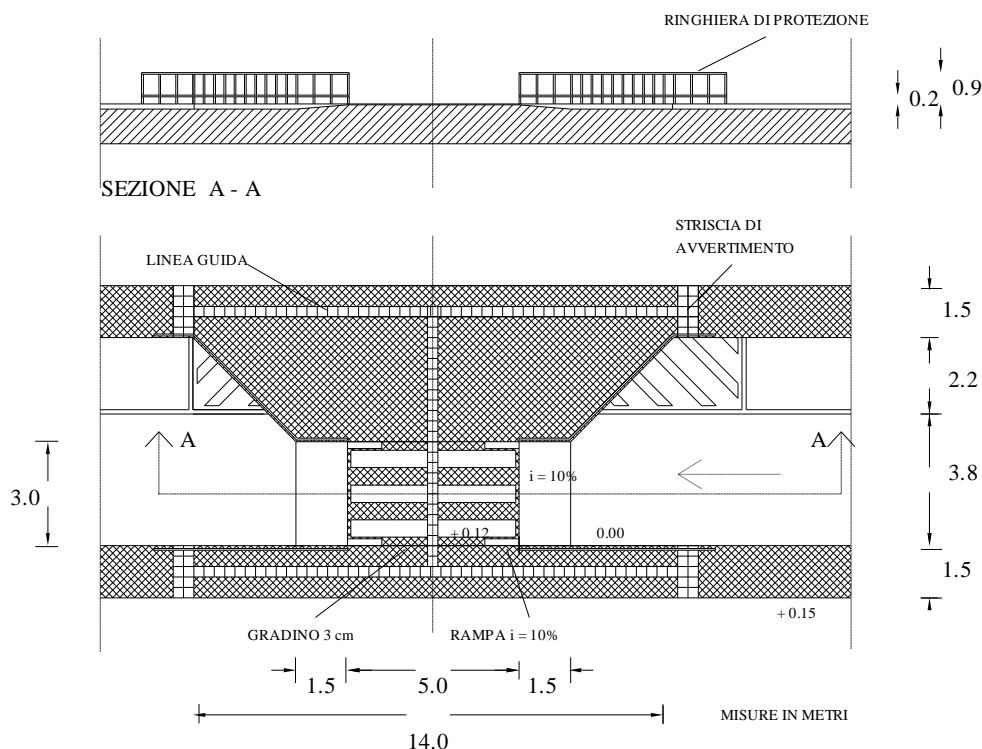 RINGHIERA DI PROTEZIONE
0.2
0.9
SEZIONE A - A
LINEA GUIDA
STRISCIA DI
AVVERTIMENTO
1.5
2.2
A
A
3.0
3.8
i = 10%
+ 0.12
0.00
1.5
+ 0.15
GRADINO 3 cm
RAMPA i = 10%
1.5
5.0
1.5
MISURE IN METRI
14.0